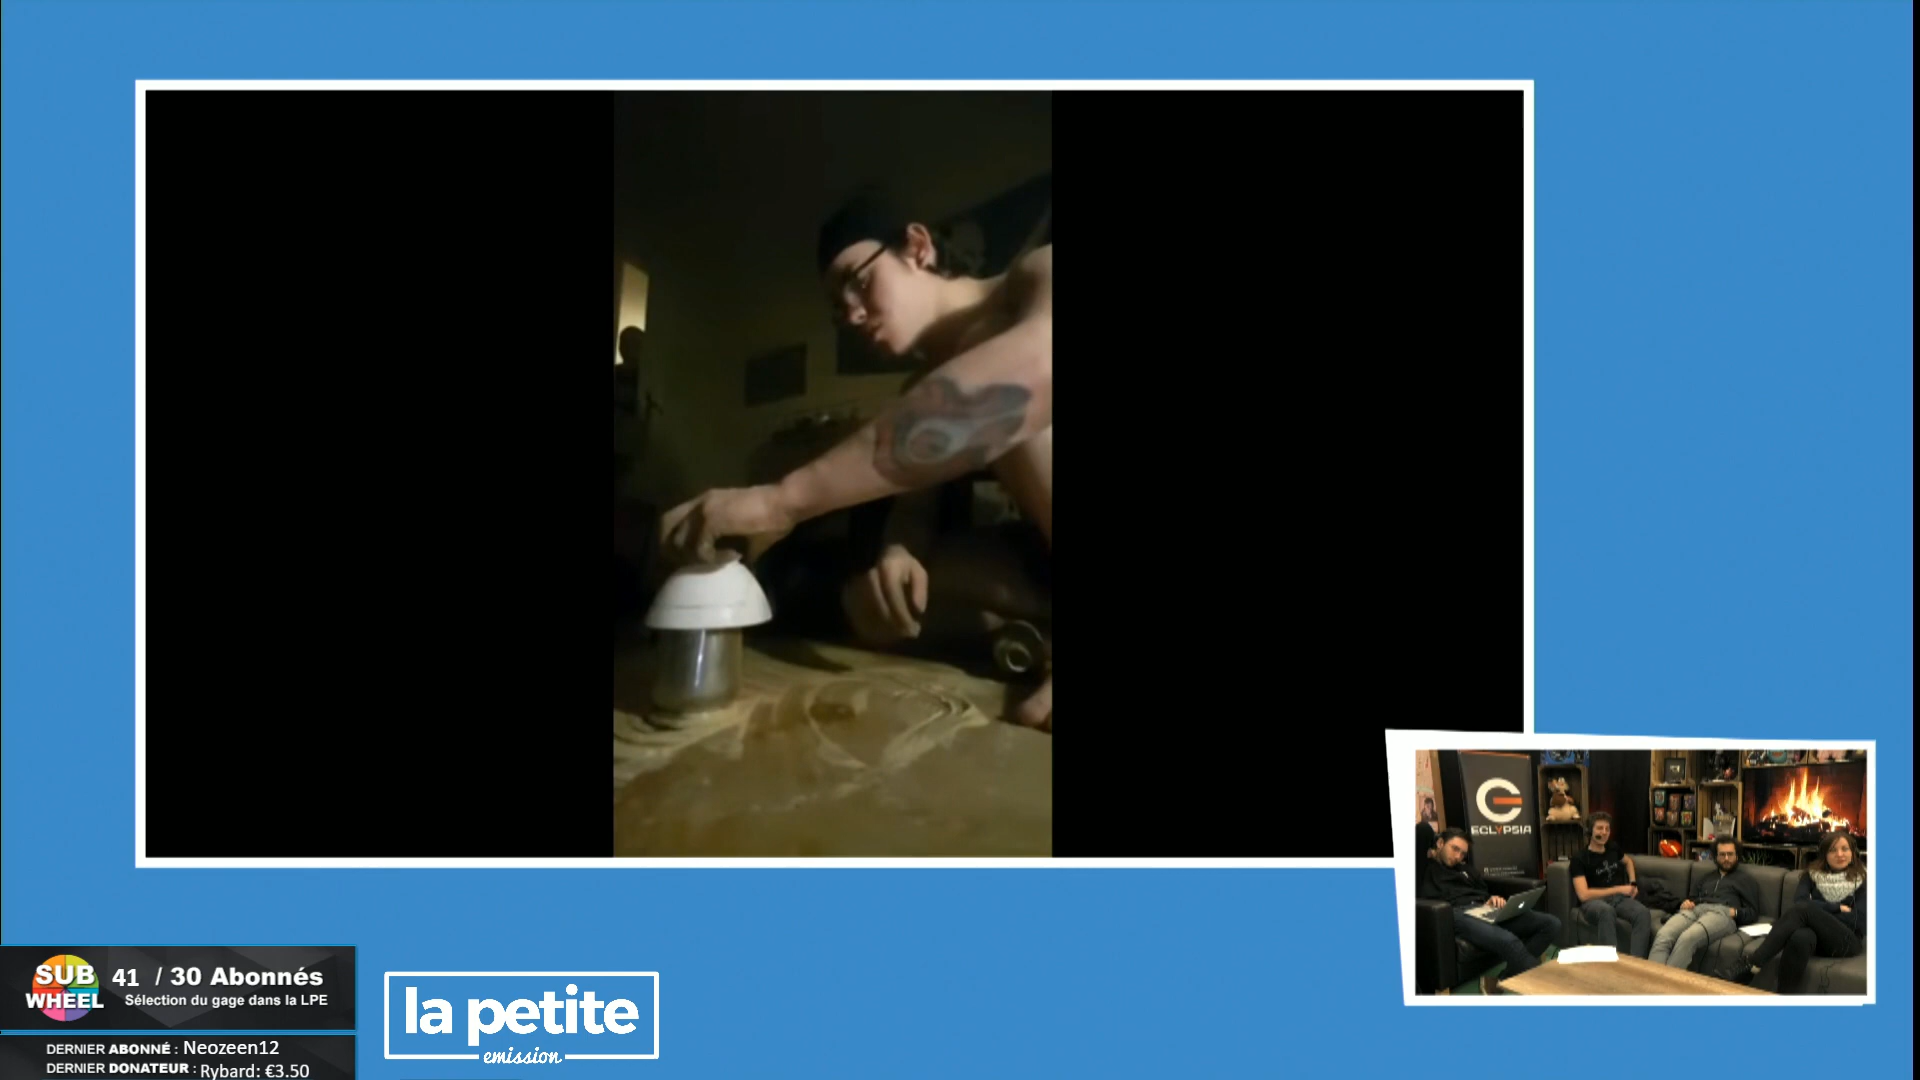 ECLYPSIA
SUB
WHEEL
41 / 30 Abonnés
Sélection du gage dans la LPE
DERNIER ABONNÉ : Neozeen12
DERNIER DONATEUR : Rybard: €3.50
la petite
emission